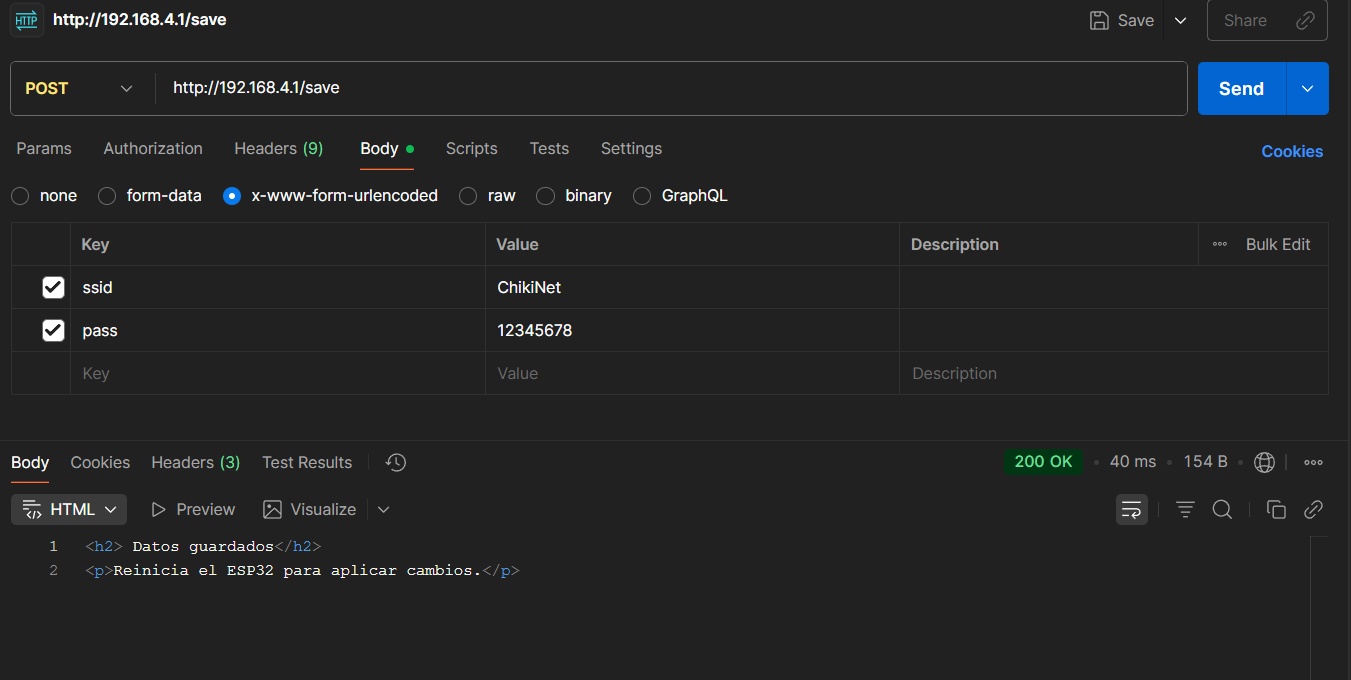 HTTP http://192.168.4.1/save Save Share
POST http://192.168.4.1/save Send
Params Authorization Headers (9) Body Scripts Tests Settings Cookies
none form-data x-www-form-urlencoded raw binary GraphQL
Key Value Description Bulk Edit
ssid ChikiNet
pass 12345678
Key Value Description
Body Cookies Headers (3) Test Results 200 OK 40 ms 154 B
HTML Preview Visualize
1 <h2> Datos guardados</h2>
2 <p>Reinicia el ESP32 para aplicar cambios.</p>